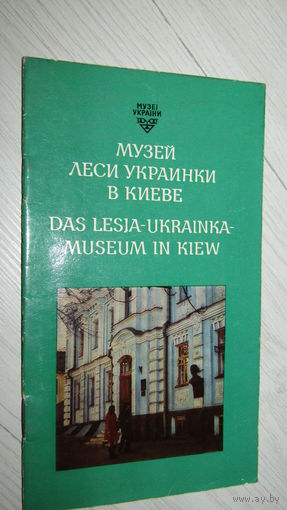 МУЗЕЇ
УКРАЇНИ
МУЗЕЙ
ЛЕСИ УКРАИНКИ
В КИЕВЕ
DAS LESJA-UKRAINKA-
MUSEUM IN KIEW
www.ay.by